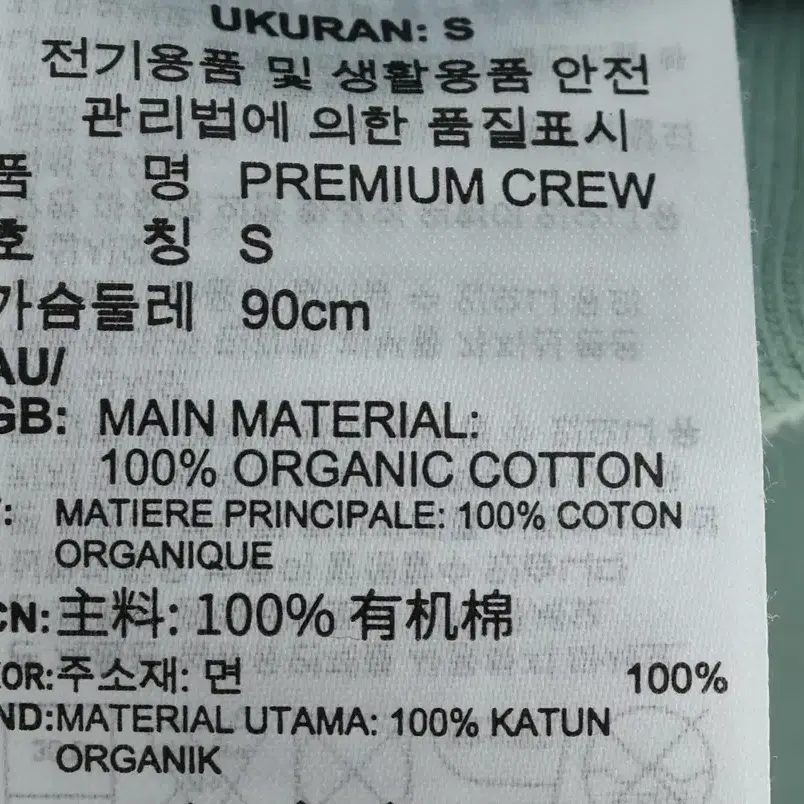 UKURAN: S
전기용품 및 생활용품 안전
관리법에 의한 품질표시
품 명 PREMIUM CREW
호 칭 S
가슴둘레 90cm
AU/
GB: MAIN MATERIAL:
100% ORGANIC COTTON
MATIERE PRINCIPALE: 100% COTON
ORGANIQUE
CN:主料: 100% 有机棉
KOR:주소재: 면 100%
IND:MATERIAL UTAMA: 100% KATUN
ORGANIK